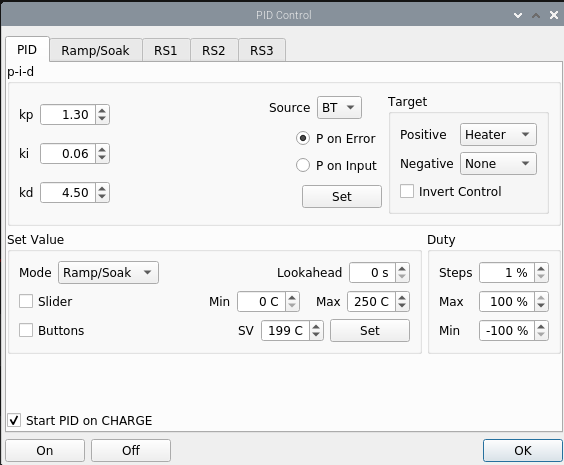 PID Control
PID Ramp/Soak RS1 RS2 RS3
p-i-d
kp 1.30 Source BT Target
P on Error Positive Heater
ki 0.06
P on Input Negative None
kd 4.50 Set Invert Control
Set Value Duty
Mode Ramp/Soak Lookahead 0 s Steps 1 %
Slider Min 0 C Max 250 C Max 100 %
Buttons SV 199 C Set Min -100 %
Start PID on CHARGE
On Off OK